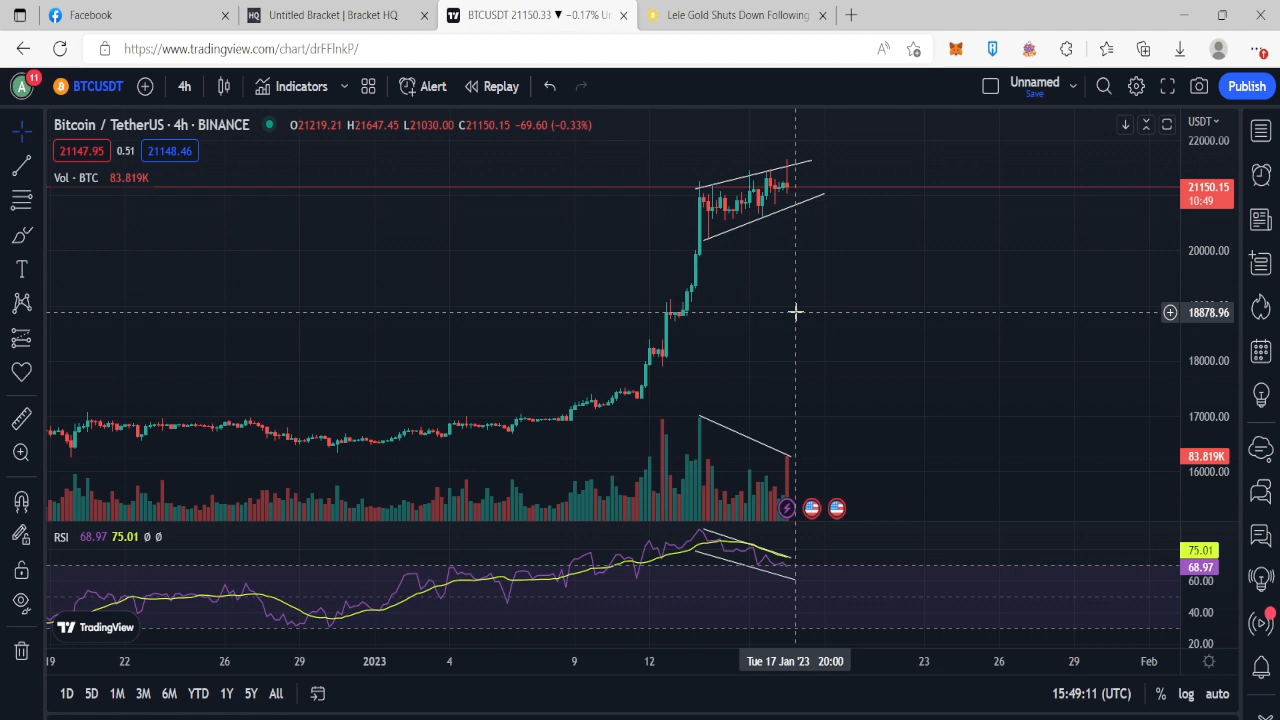 Facebook
HQ Untitled Bracket | Bracket HQ
BTCUSDT 21150.33 ▼ −0.17% Un
Lele Gold Shuts Down Following
https://www.tradingview.com/chart/drFFlnkP/
A 11 BTCUSDT 4h Indicators Alert Replay Unnamed Save Publish
Bitcoin / TetherUS · 4h · BINANCE O21219.21 H21647.45 L21030.00 C21150.15 −69.60 (−0.33%) USDT
21147.95 0.51 21148.46
Vol · BTC 83.819K
22000.00
21150.15
10:49
20000.00
18878.96
18000.00
17000.00
83.819K
16000.00
RSI 68.97 75.01 Ø Ø
75.01
68.97
60.00
40.00
20.00
TradingView
19 22 26 29 2023 4 9 12 Tue 17 Jan '23 20:00 23 26 29 Feb
1D 5D 1M 3M 6M YTD 1Y 5Y All 15:49:11 (UTC) % log auto